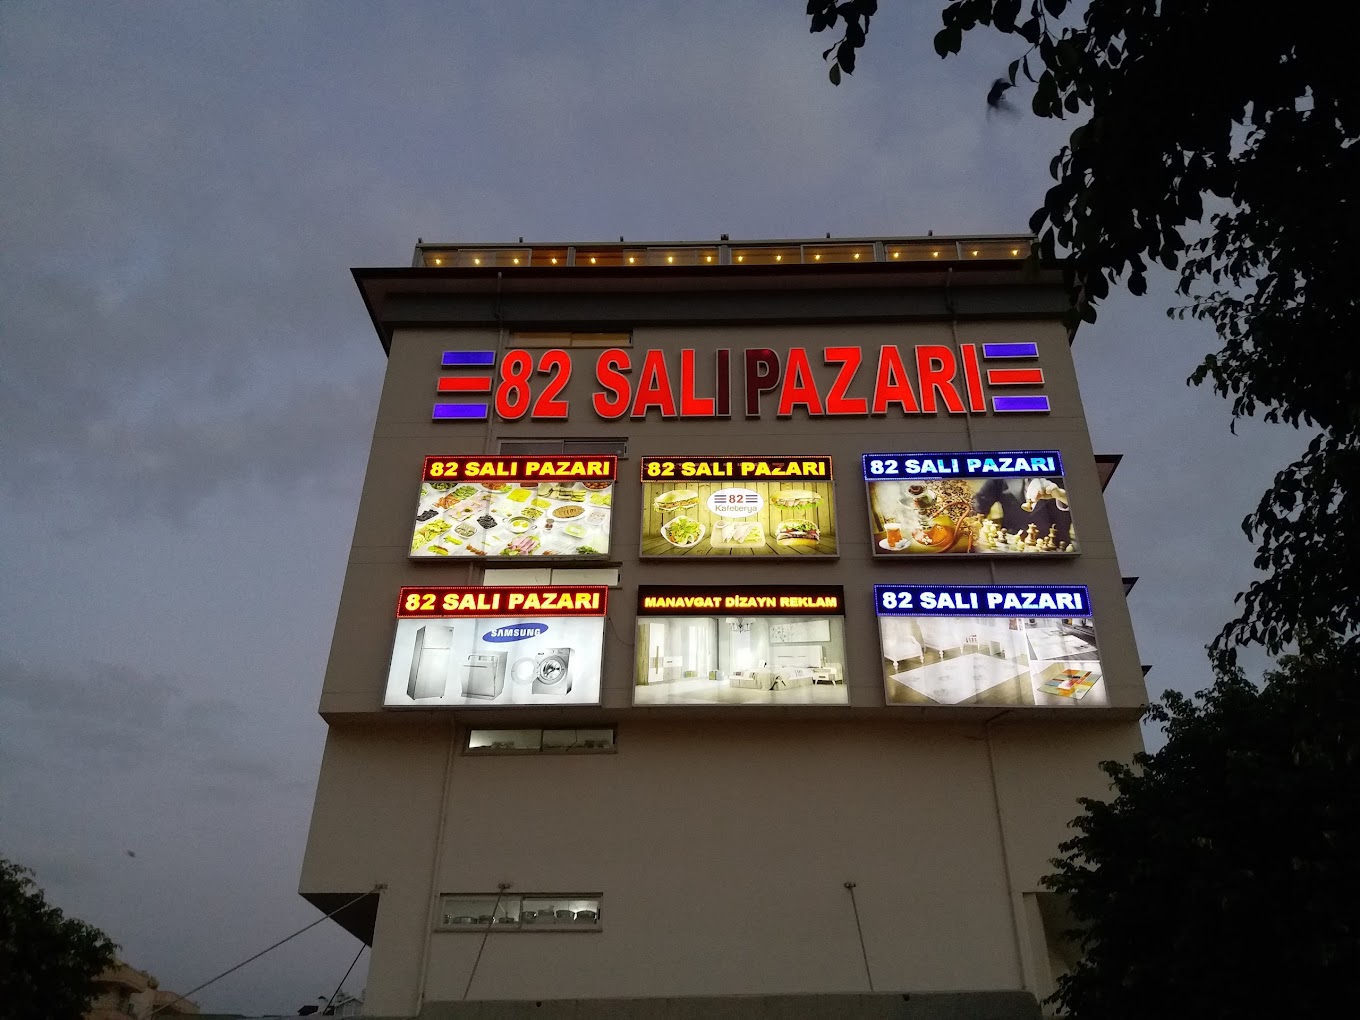 82 SALI PAZARI
82 SALI PAZARI
82 SALI PAZARI
82
Kafeterya
82 SALI PAZARI
82 SALI PAZARI
SAMSUNG
MANAVGAT DİZAYN REKLAM
82 SALI PAZARI